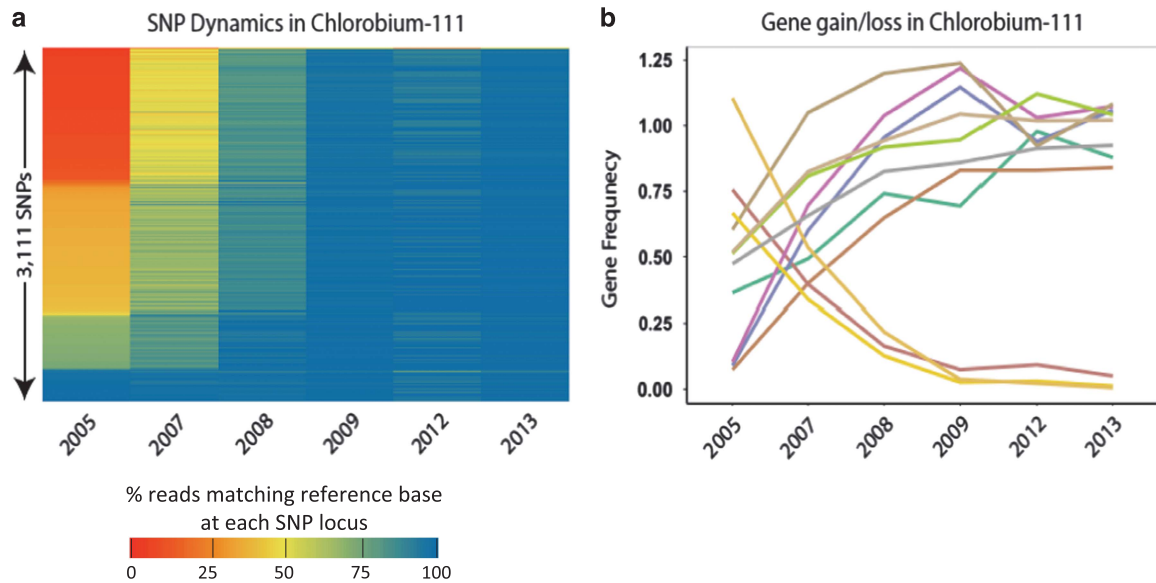 a
SNP Dynamics in Chlorobium-111
3,111 SNPs
2005
2007
2008
2009
2012
2013
% reads matching reference base
at each SNP locus
0
25
50
75
100
b
Gene gain/loss in Chlorobium-111
Gene Frequnecy
1.25
1.00
0.75
0.50
0.25
0.00
2005
2007
2008
2009
2012
2013